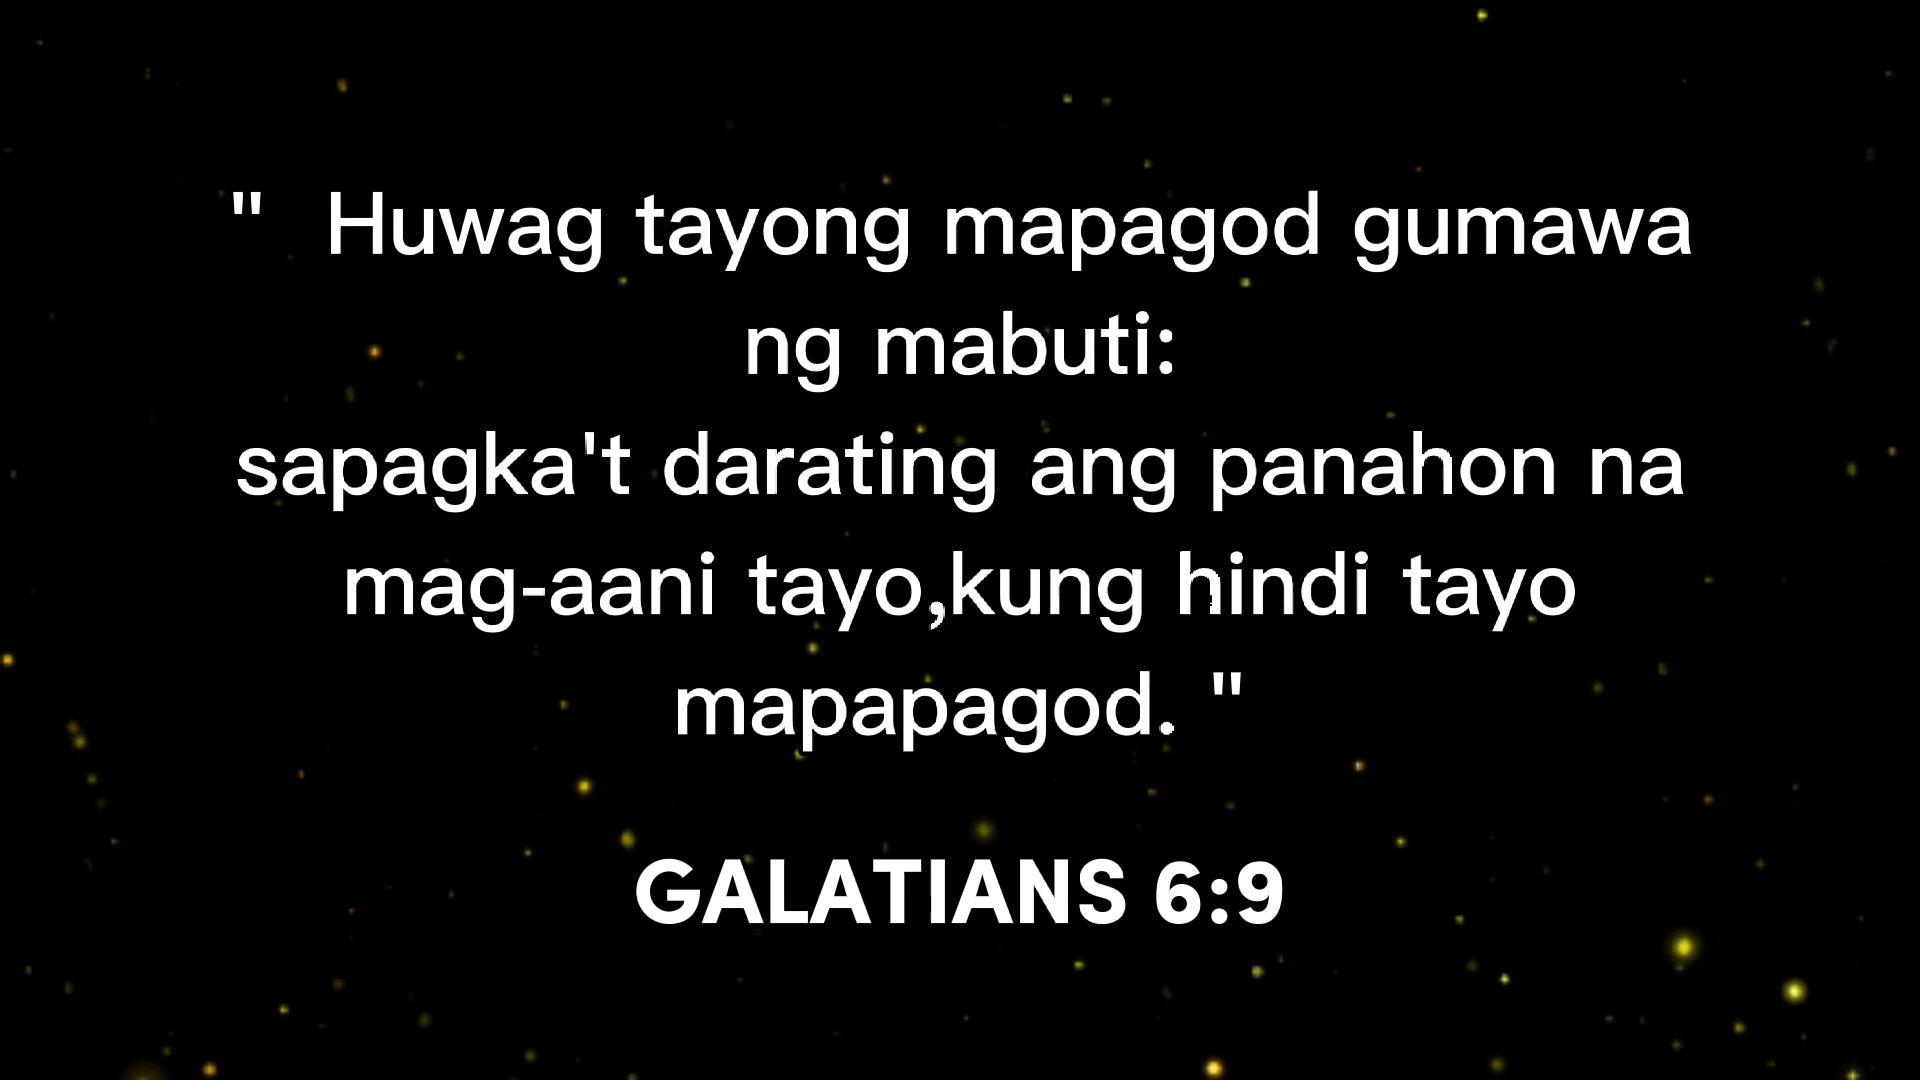 "  Huwag tayong mapagod gumawa
ng mabuti:
sapagka't darating ang panahon na
mag-aani tayo,kung hindi tayo
mapapagod. "
GALATIANS 6:9